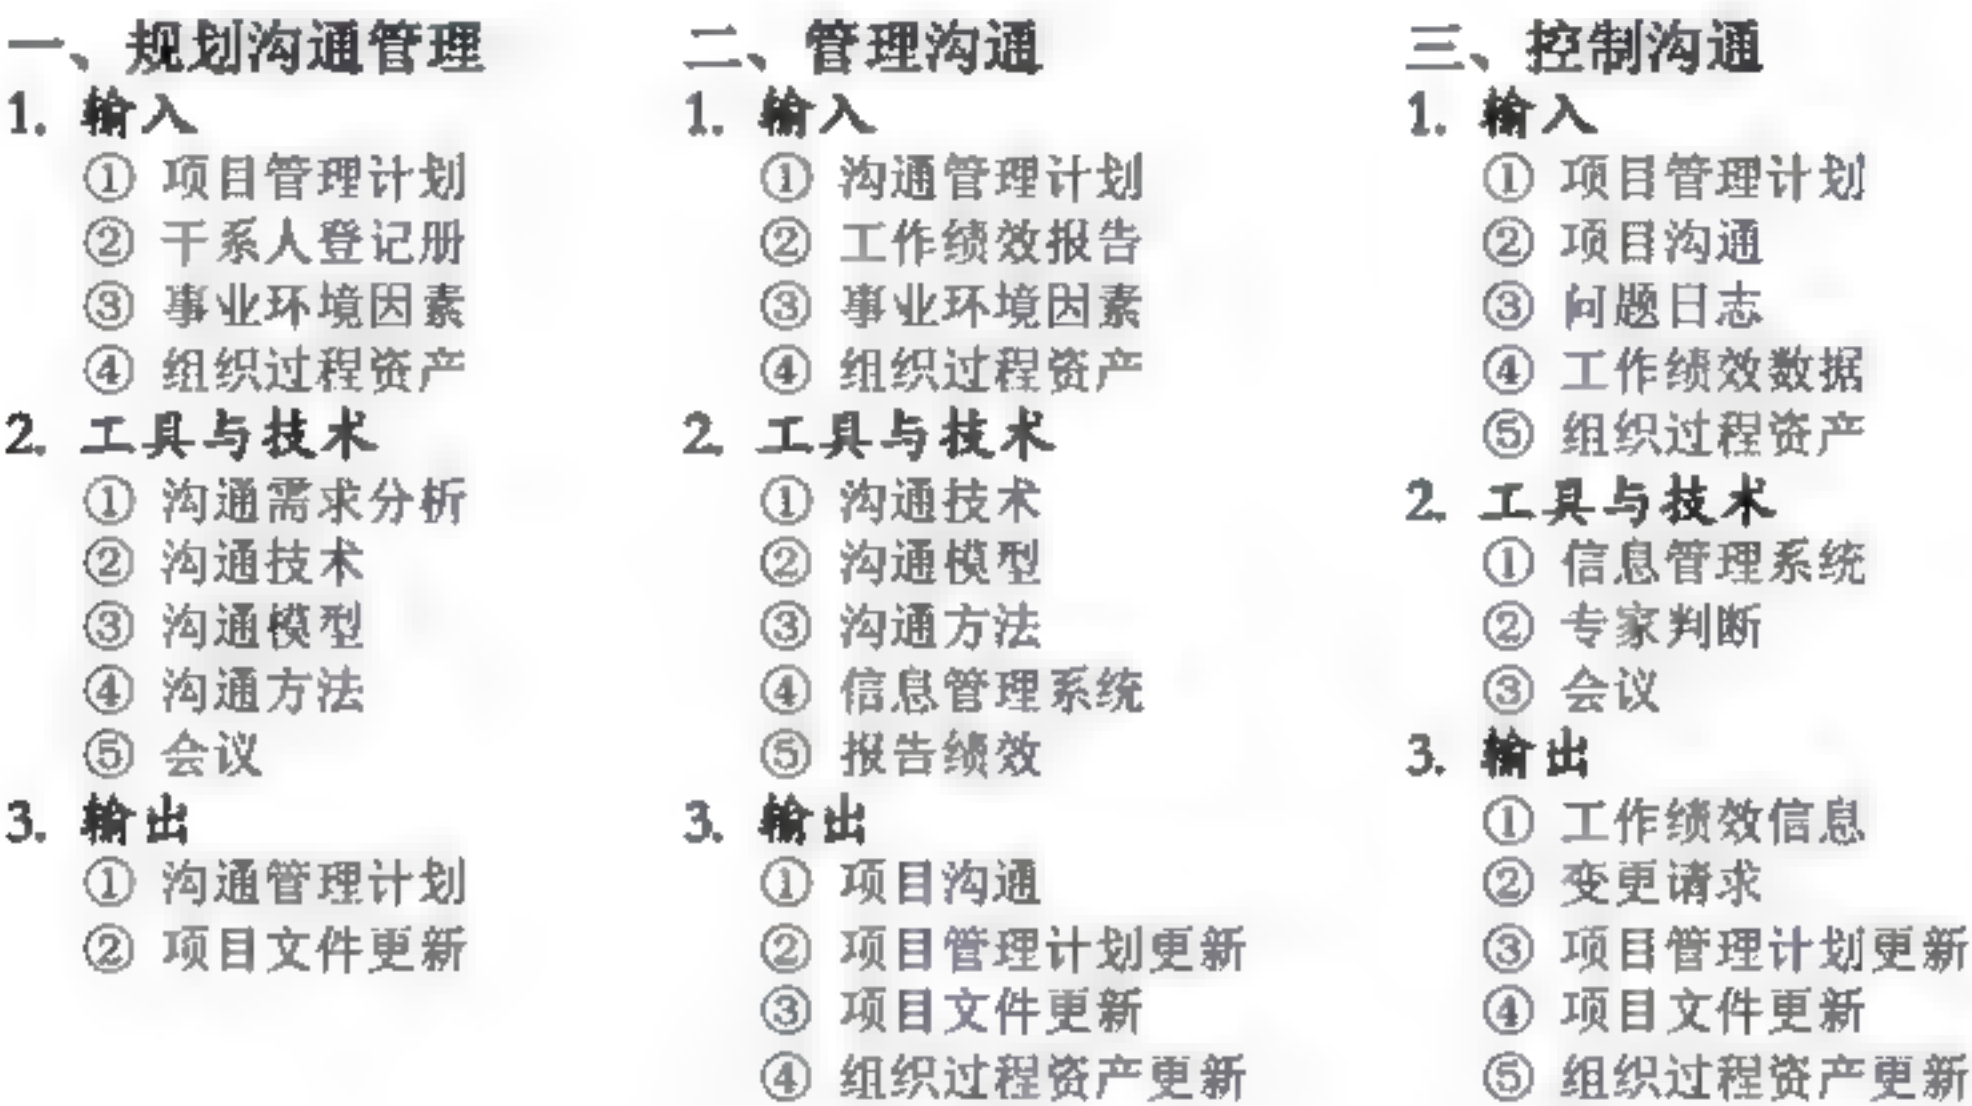 一、规划沟通管理
1. 输入
① 项目管理计划
② 干系人登记册
③ 事业环境因素
④ 组织过程资产
2. 工具与技术
① 沟通需求分析
② 沟通技术
③ 沟通模型
④ 沟通方法
⑤ 会议
3. 输出
① 沟通管理计划
② 项目文件更新
二、管理沟通
1. 输入
① 沟通管理计划
② 工作绩效报告
③ 事业环境因素
④ 组织过程资产
2. 工具与技术
① 沟通技术
② 沟通模型
③ 沟通方法
④ 信息管理系统
⑤ 报告绩效
3. 输出
① 项目沟通
② 项目管理计划更新
③ 项目文件更新
④ 组织过程资产更新
三、控制沟通
1. 输入
① 项目管理计划
② 项目沟通
③ 问题日志
④ 工作绩效数据
⑤ 组织过程资产
2. 工具与技术
① 信息管理系统
② 专家判断
③ 会议
3. 输出
① 工作绩效信息
② 变更请求
③ 项目管理计划更新
④ 项目文件更新
⑤ 组织过程资产更新